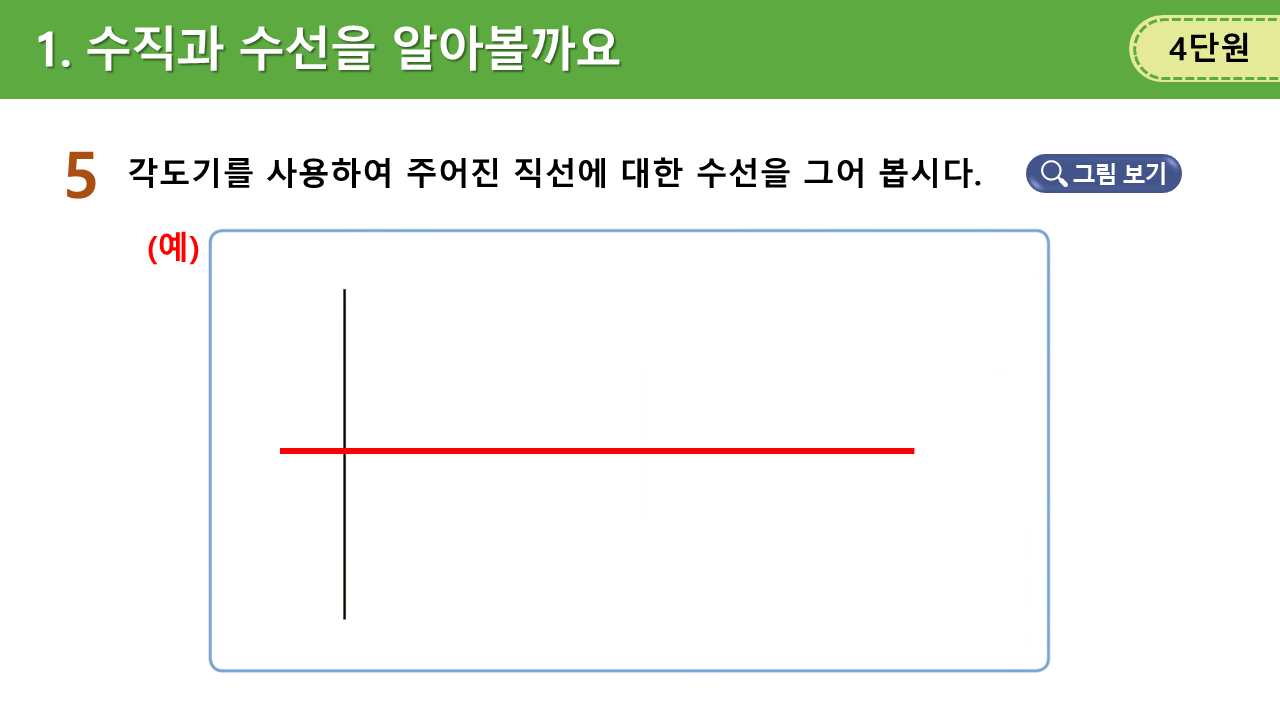 1. 수직과 수선을 알아볼까요
4단원
5 각도기를 사용하여 주어진 직선에 대한 수선을 그어 봅시다.
그림 보기
(예)